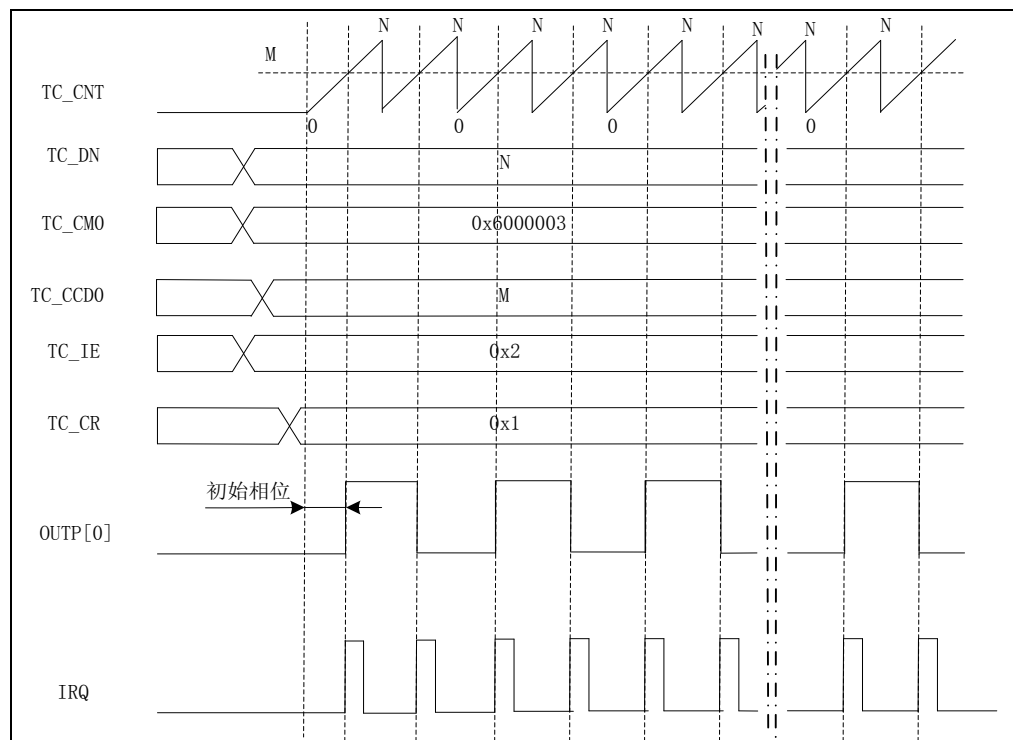 N N N N N N N N
M
TC_CNT
0 0 0 0
TC_DN
N
TC_CM0
0x6000003
TC_CCD0
M
TC_IE
0x2
TC_CR
0x1
初始相位
OUTP[0]
IRQ